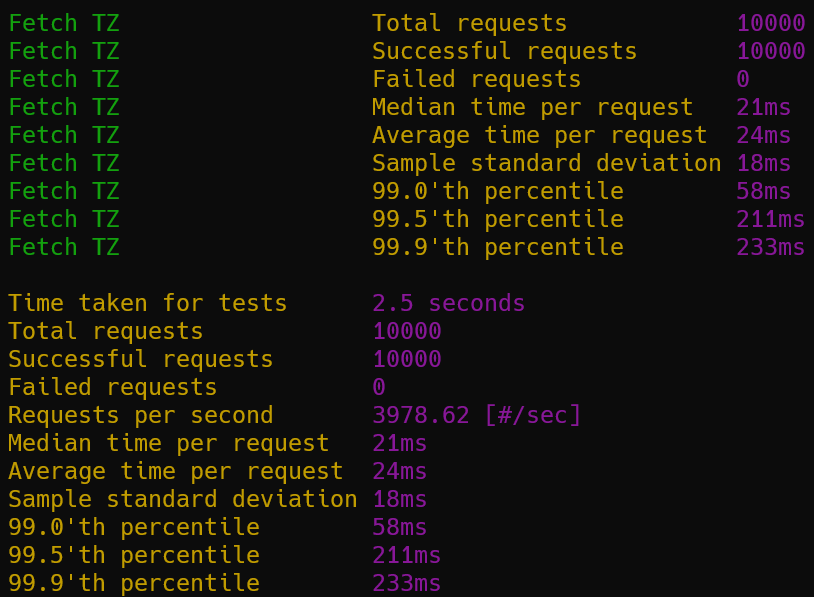 Fetch TZ Total requests 10000
Fetch TZ Successful requests 10000
Fetch TZ Failed requests 0
Fetch TZ Median time per request 21ms
Fetch TZ Average time per request 24ms
Fetch TZ Sample standard deviation 18ms
Fetch TZ 99.0'th percentile 58ms
Fetch TZ 99.5'th percentile 211ms
Fetch TZ 99.9'th percentile 233ms
Time taken for tests 2.5 seconds
Total requests 10000
Successful requests 10000
Failed requests 0
Requests per second 3978.62 [#/sec]
Median time per request 21ms
Average time per request 24ms
Sample standard deviation 18ms
99.0'th percentile 58ms
99.5'th percentile 211ms
99.9'th percentile 233ms